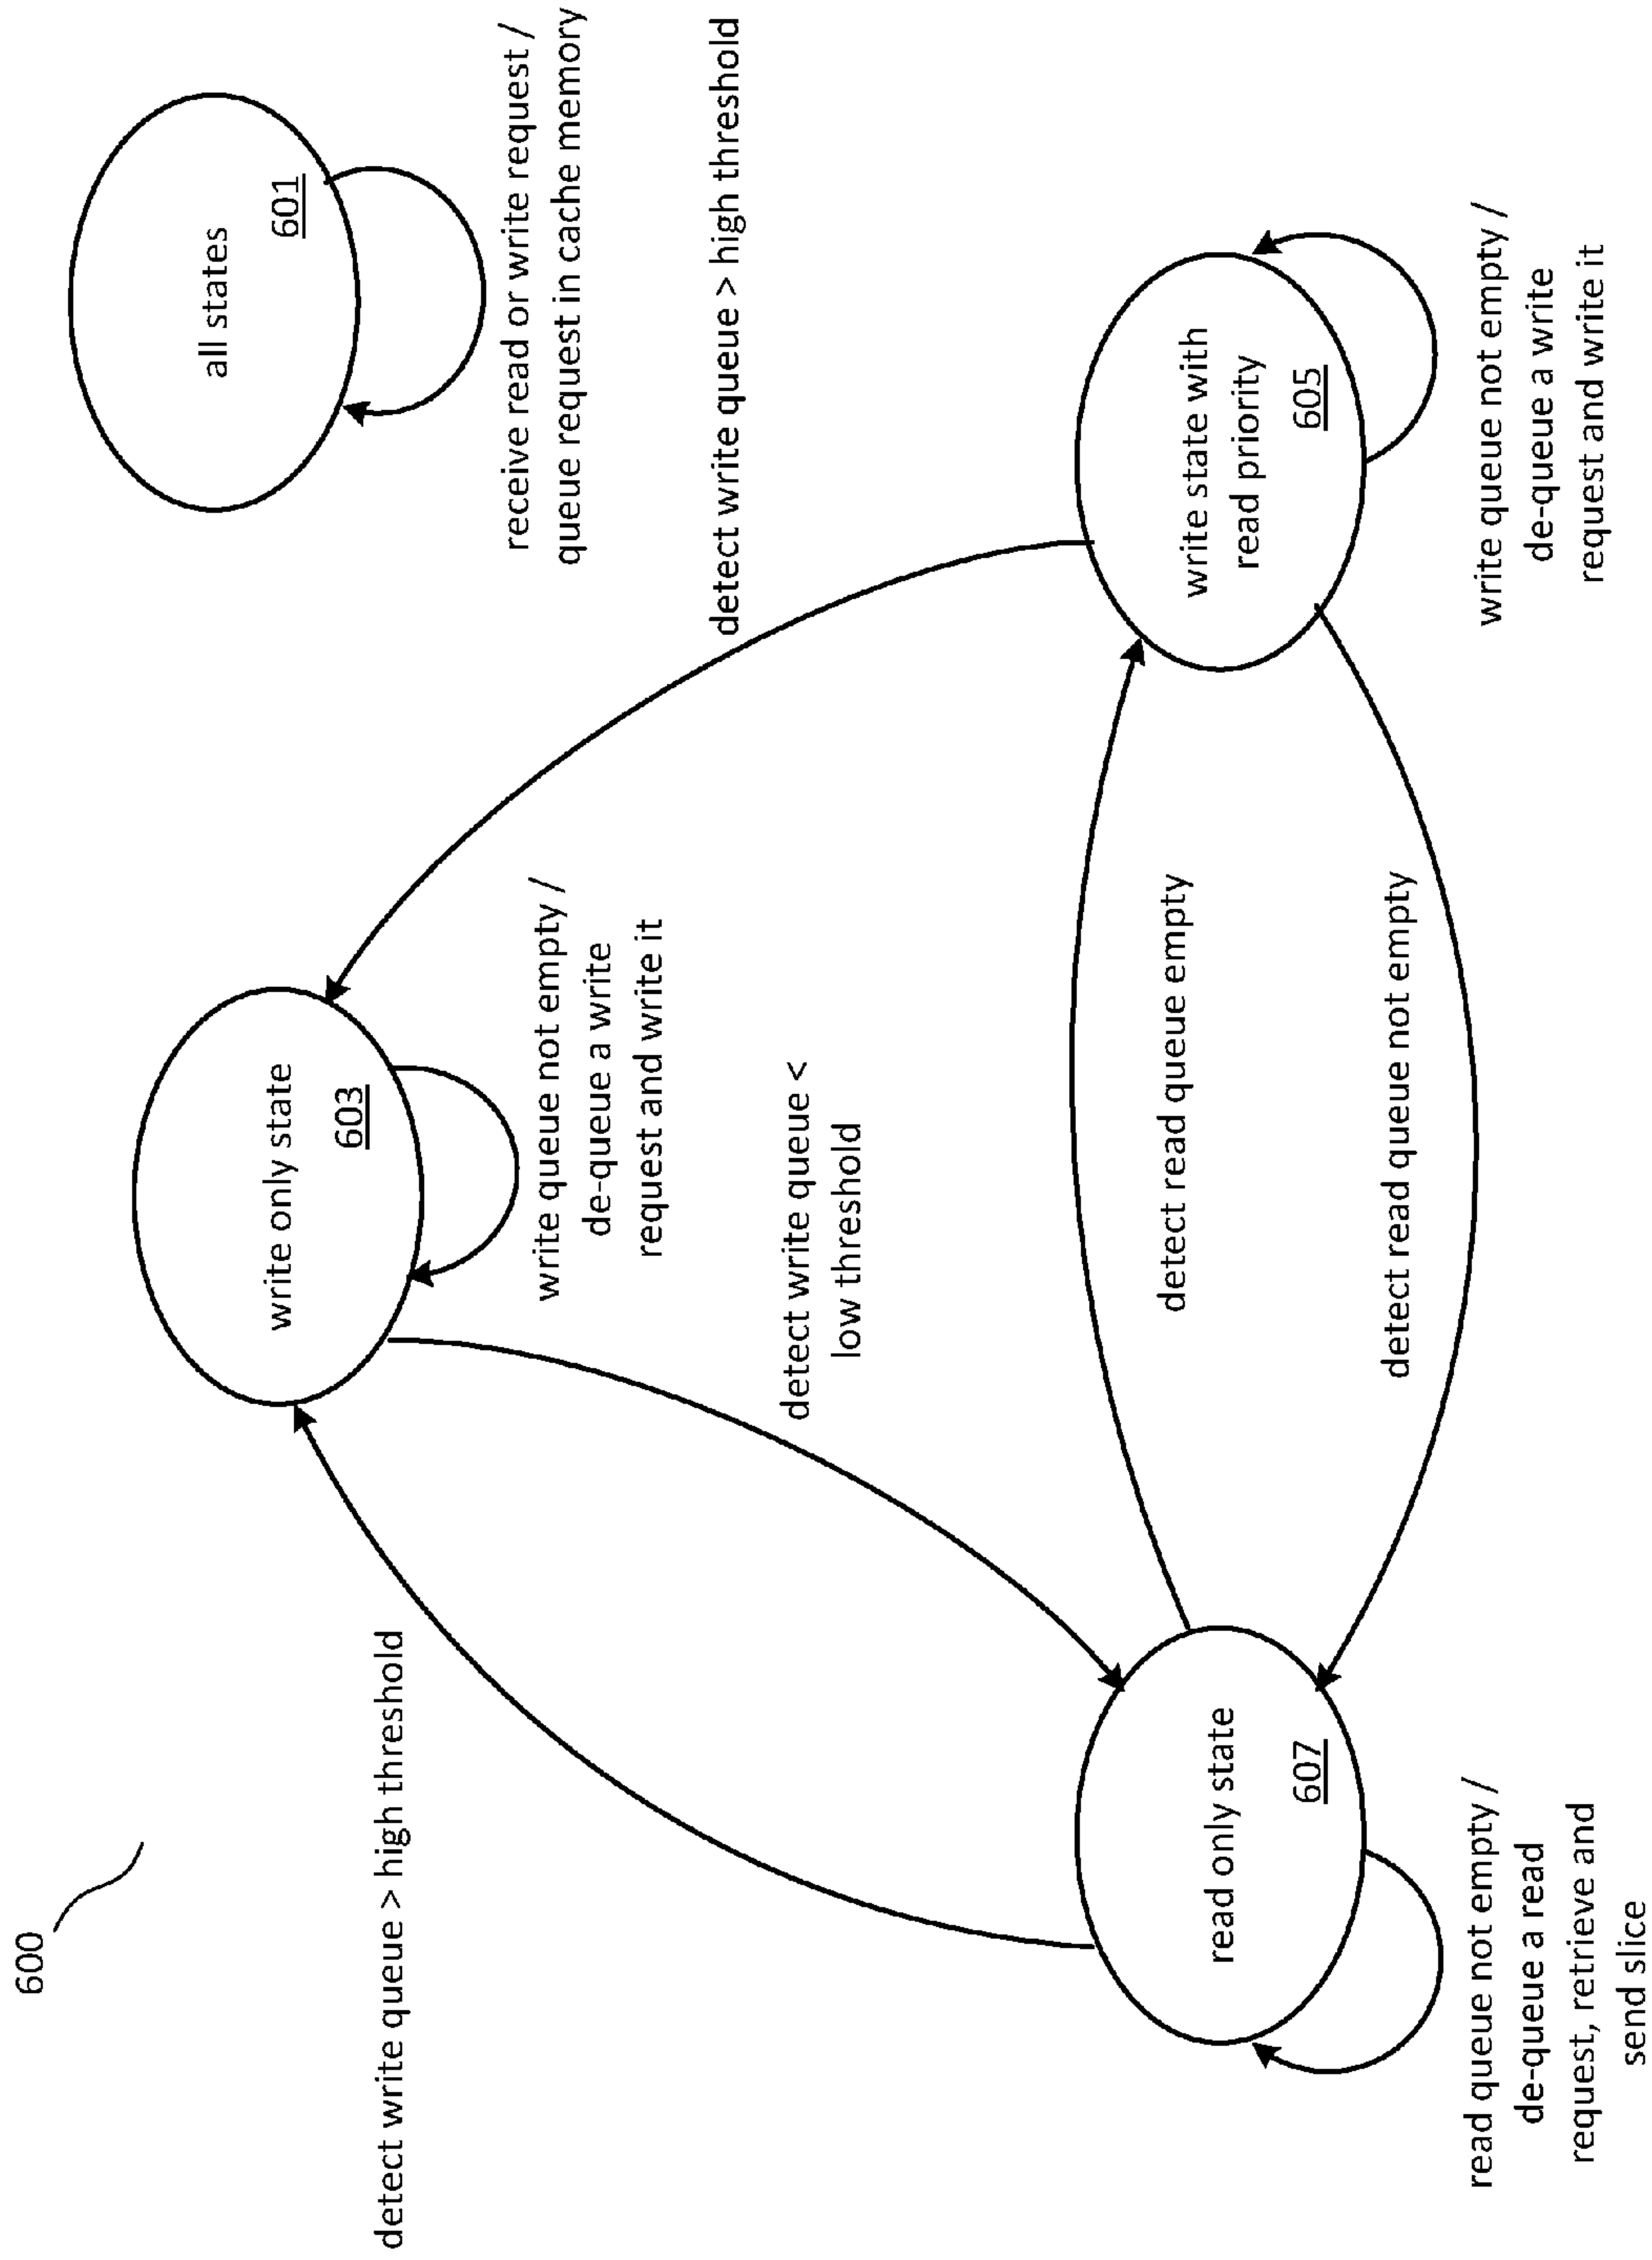 600
all states
601
receive read or write request /
queue request in cache memory
write only state
603
write queue not empty /
de-queue a write
request and write it
detect write queue > high threshold
detect write queue > high threshold
detect write queue <
low threshold
read only state
607
read queue not empty /
de-queue a read
request, retrieve and
send slice
detect read queue empty
detect read queue not empty
write state with
read priority
605
write queue not empty /
de-queue a write
request and write it